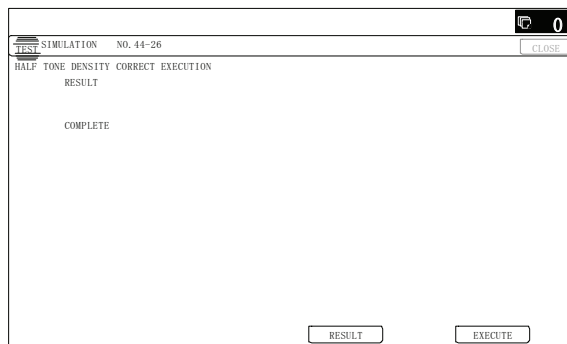 0
TEST SIMULATION NO. 44-26
CLOSE
HALF TONE DENSITY CORRECT EXECUTION
RESULT
COMPLETE
RESULT EXECUTE